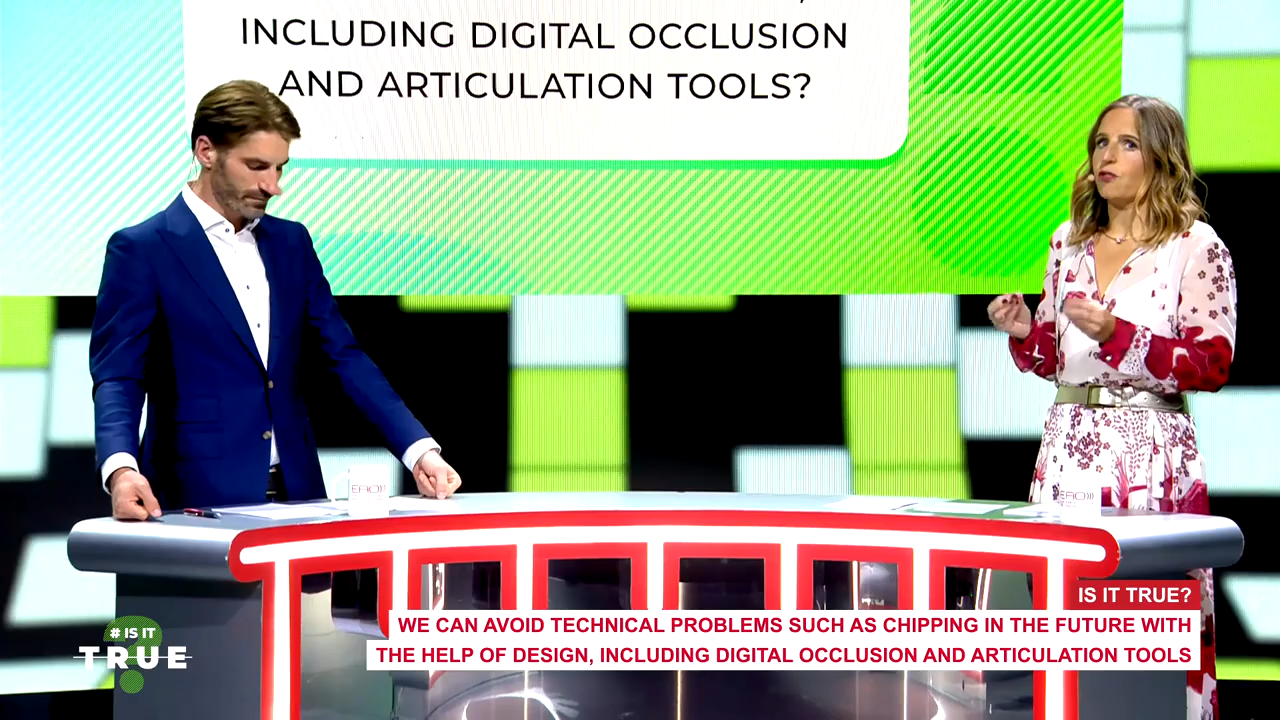 INCLUDING DIGITAL OCCLUSION
AND ARTICULATION TOOLS?
IS IT TRUE?
WE CAN AVOID TECHNICAL PROBLEMS SUCH AS CHIPPING IN THE FUTURE WITH
THE HELP OF DESIGN, INCLUDING DIGITAL OCCLUSION AND ARTICULATION TOOLS
# IS IT
TRUE